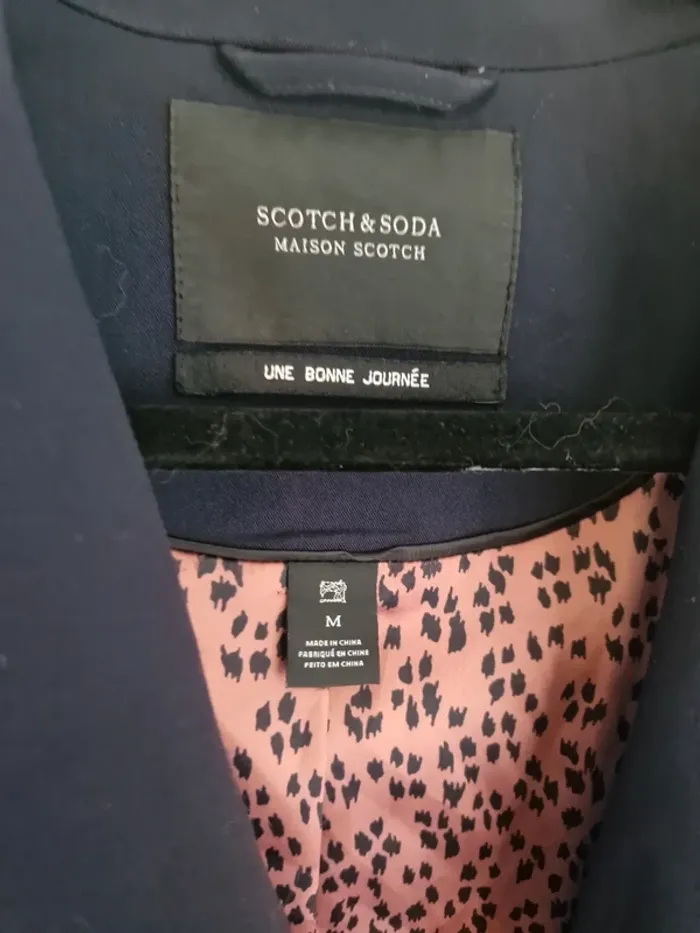 SCOTCH & SODA
MAISON SCOTCH
UNE BONNE JOURNÉE
M
MADE IN CHINA
FABRIQUÉ EN CHINE
FEITO EM CHINA